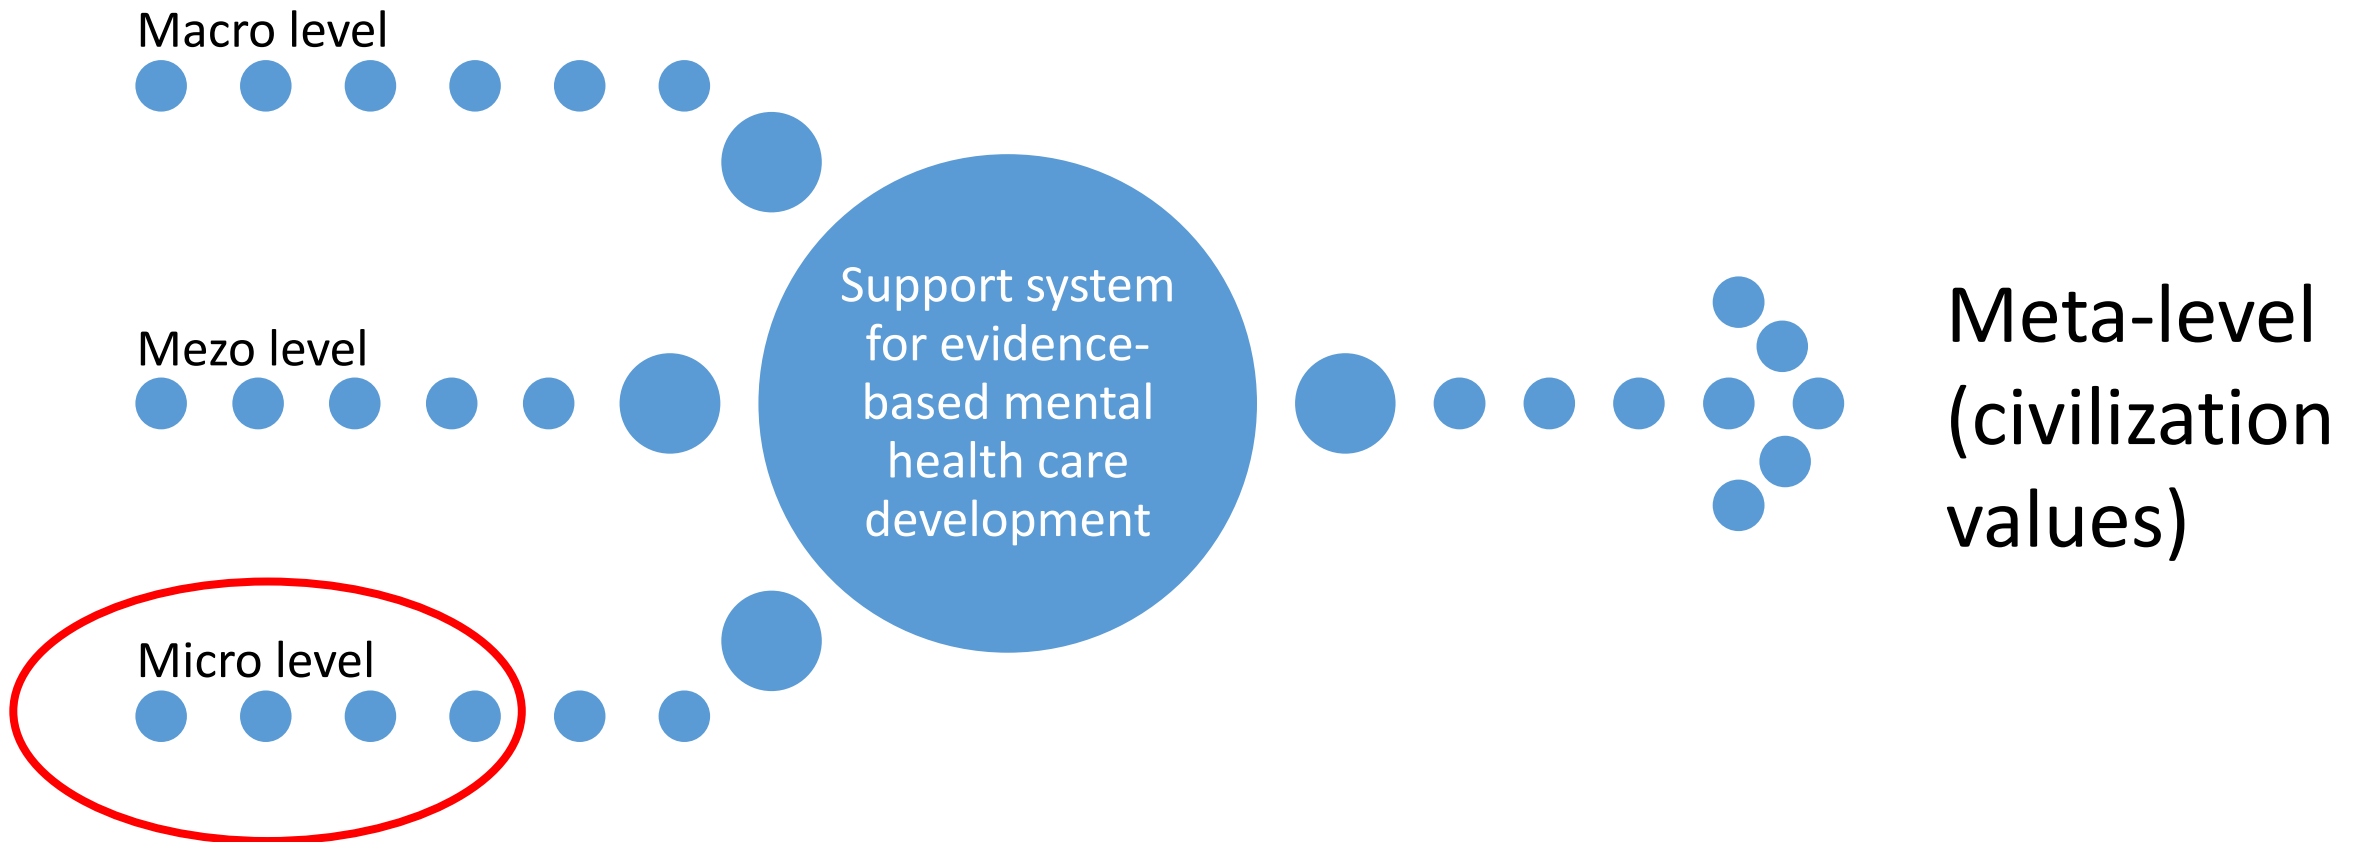 Macro level
Mezo level
Micro level
Support system
for evidence-
based mental
health care
development
Meta-level
(civilization
values)